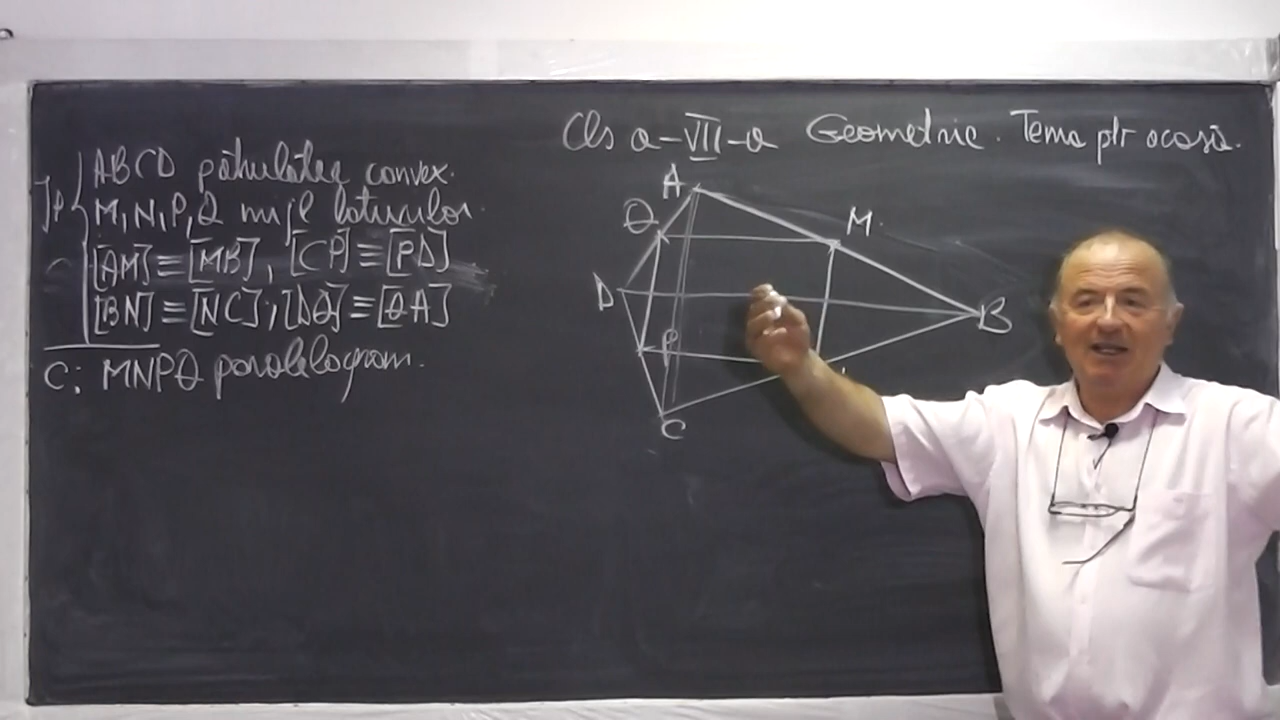 Cls a-VII-a Geometrie. Tema ptr acasă.
Ip
ABCD patrulater convex.
M,N,P,Q mijl laturilor.
[AM]≡[MB], [CP]≡[PD]
[BN]≡[NC]; [DQ]≡[QA]
C: MNPQ paralelogram.
A
Q
M.
D
B
P
C